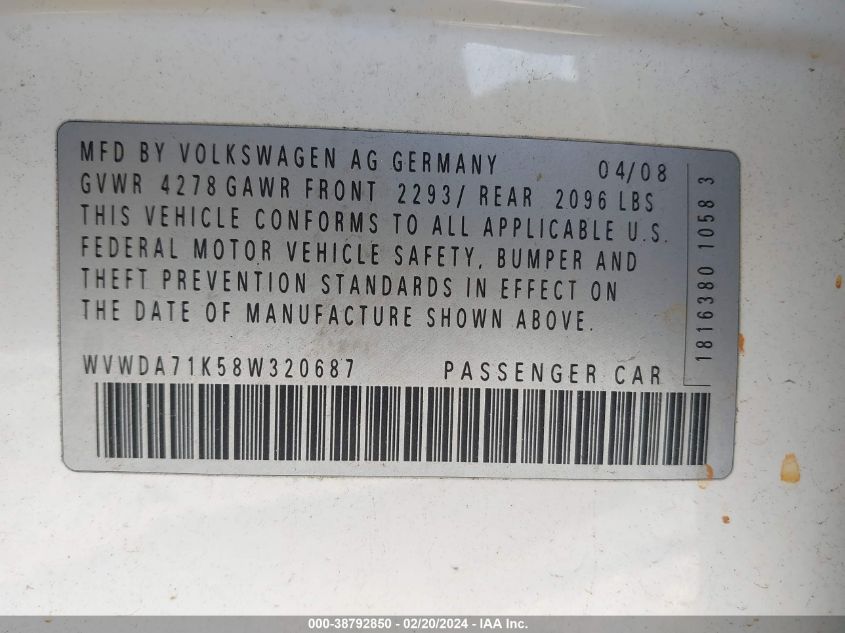 MFD BY VOLKSWAGEN AG GERMANY 04/08
GVWR 4278 GAWR FRONT 2293/ REAR 2096 LBS
THIS VEHICLE CONFORMS TO ALL APPLICABLE U.S.
FEDERAL MOTOR VEHICLE SAFETY, BUMPER AND
THEFT PREVENTION STANDARDS IN EFFECT ON
THE DATE OF MANUFACTURE SHOWN ABOVE.
WVWDA71K58W320687 PASSENGER CAR
1816380 1058 3
000-38792850 - 02/20/2024 - IAA Inc.